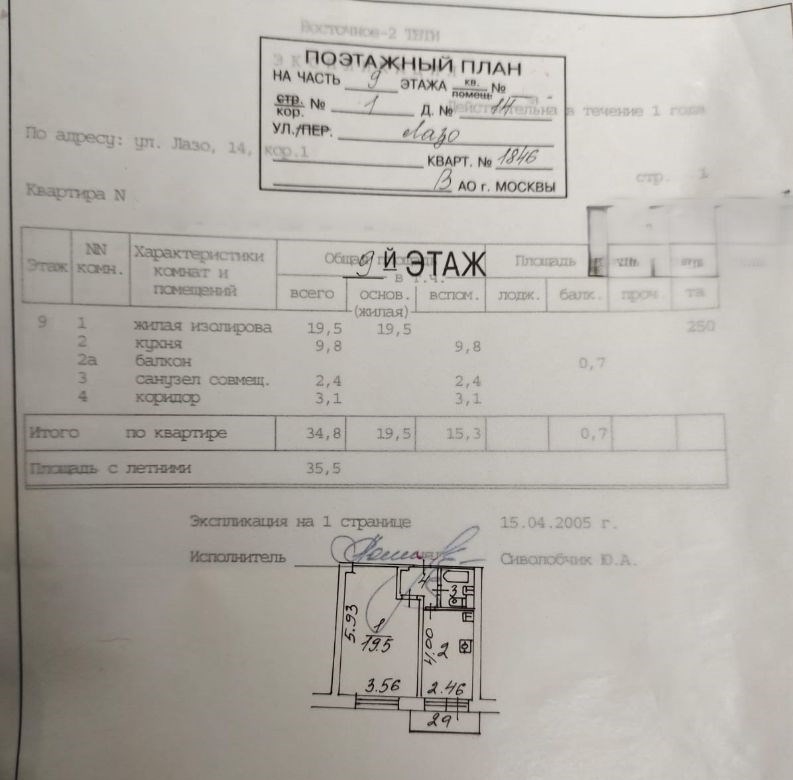 Восточное-2 ТБТИ
ЭКСПЛИКАЦИЯ
ПОЭТАЖНЫЙ ПЛАН
НА ЧАСТЬ 9 ЭТАЖА кв. помещ. №
стр. кор. № 1 Д. № 14
Действительна в течение 1 года
УЛ./ПЕР. Лазо
По адресу: ул. Лазо, 14, кор.1
КВАРТ. № 1846
В АО г. МОСКВЫ
стр. 1
Квартира N
9 Й ЭТАЖ
Этаж NN комн. Характеристики комнат и помещений Общая Площадь
в т.ч.
всего основ. (жилая) вспом. лодж. балк. проч.
9 1 жилая изолирова 19,5 19,5 250
2 кухня 9,8 9,8
2а балкон 0,7
3 санузел совмещ. 2,4 2,4
4 коридор 3,1 3,1
Итого по квартире 34,8 19,5 15,3 0,7
Площадь с летними 35,5
Экспликация на 1 странице 15.04.2005 г.
Исполнитель Сиволобчик Ю.А.
4
3
5.93
1
19.5
4.00
2
3.56
2.46